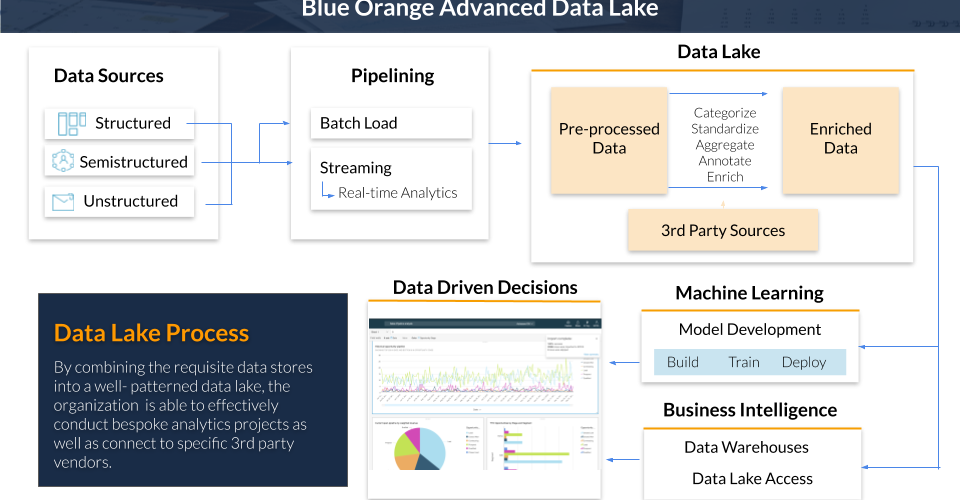 Blue Orange Advanced Data Lake
Data Sources
Structured
Semistructured
Unstructured
Pipelining
Batch Load
Streaming
Real-time Analytics
Data Lake
Pre-processed
Data
Categorize
Standardize
Aggregate
Annotate
Enrich
Enriched
Data
3rd Party Sources
Data Lake Process
By combining the requisite data stores
into a well- patterned data lake, the
organization is able to effectively
conduct bespoke analytics projects as
well as connect to specific 3rd party
vendors.
Data Driven Decisions
Machine Learning
Model Development
Build Train Deploy
Business Intelligence
Data Warehouses
Data Lake Access